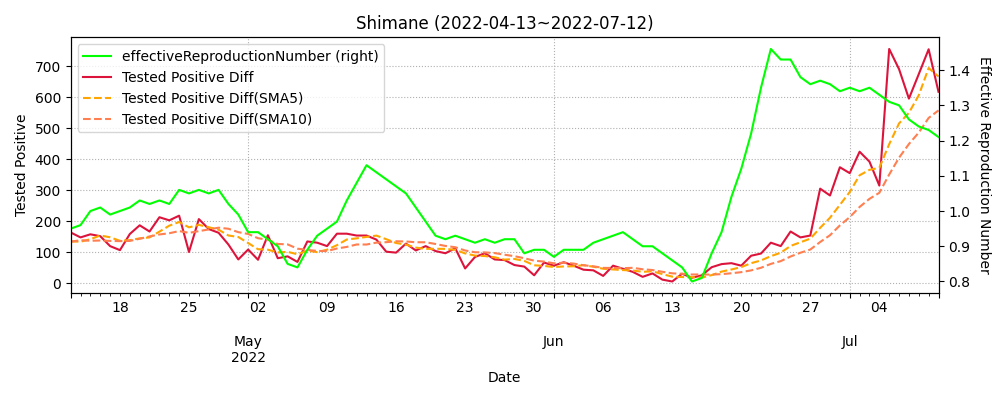 Shimane (2022-04-13~2022-07-12)
effectiveReproductionNumber (right)
Tested Positive Diff
Tested Positive Diff(SMA5)
Tested Positive Diff(SMA10)
Tested Positive
700
600
500
400
300
200
100
0
1.4
1.3
1.2
1.1
1.0
0.9
0.8
Effective Reproduction Number
18 25 02 09 16 23 30 06 13 20 27 04
May Jun Jul
2022
Date